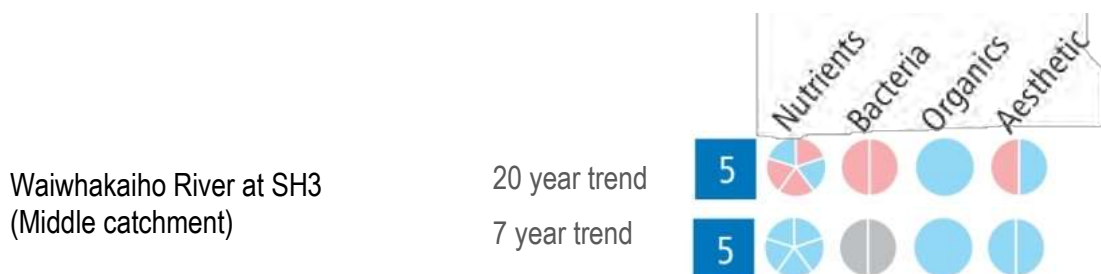 Nutrients
Bacteria
Organics
Aesthetic
Waiwhakaiho River at SH3
(Middle catchment)
20 year trend
5
7 year trend
5